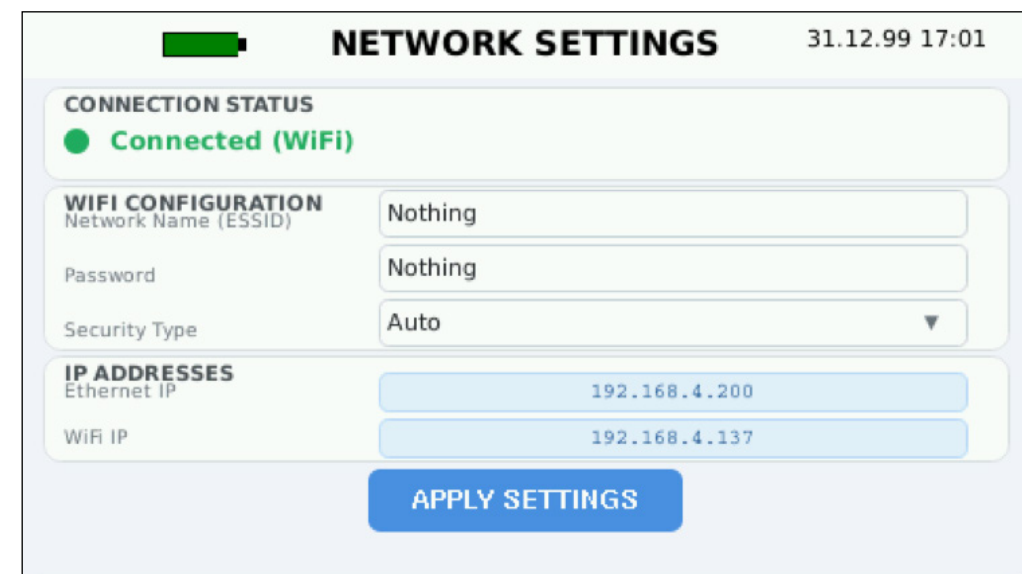 NETWORK SETTINGS
31.12.99 17:01
CONNECTION STATUS
Connected (WiFi)
WIFI CONFIGURATION
Network Name (ESSID)
Nothing
Password
Nothing
Security Type
Auto
IP ADDRESSES
Ethernet IP
192.168.4.200
WiFi IP
192.168.4.137
APPLY SETTINGS